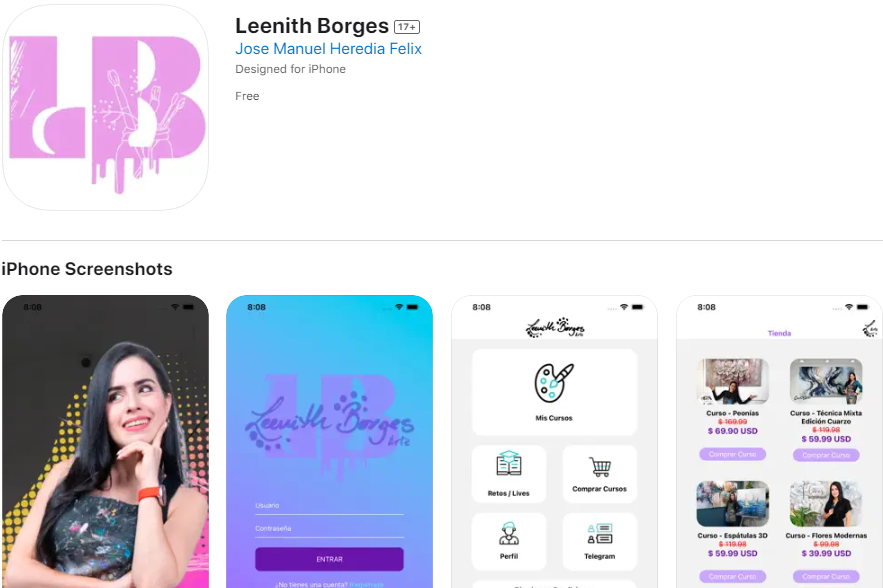 LB
Leenith Borges 17+
Jose Manuel Heredia Felix
Designed for iPhone
Free
iPhone Screenshots
8:08
8:08
LB
Leenith Borges
Arte
Usuario
Contraseña
ENTRAR
¿No tienes una cuenta? Regístrate
8:08
Leenith Borges
Arte
Mis Cursos
Retos / Lives
Comprar Cursos
Perfil
Telegram
8:08
Tienda
Curso - Peonías
$ 169.99
$ 69.90 USD
Comprar Curso
Curso - Técnica Mixta
Edición Cuarzo
$ 119.98
$ 59.99 USD
Comprar Curso
Curso - Espátulas 3D
$ 119.98
$ 59.99 USD
Comprar Curso
Curso - Flores Modernas
$ 99.98
$ 39.99 USD
Comprar Curso